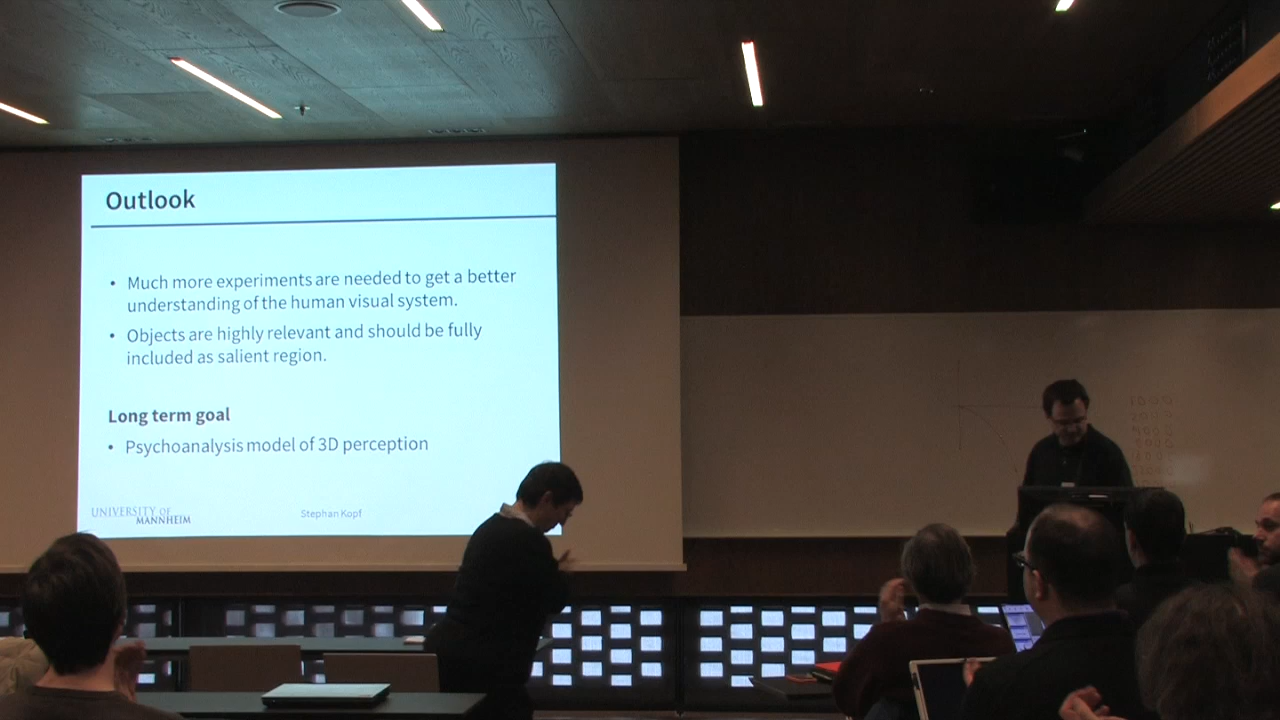 Outlook
• Much more experiments are needed to get a better
understanding of the human visual system.
• Objects are highly relevant and should be fully
included as salient region.
Long term goal
• Psychoanalysis model of 3D perception
UNIVERSITY OF
MANNHEIM
Stephan Kopf
1000
2000